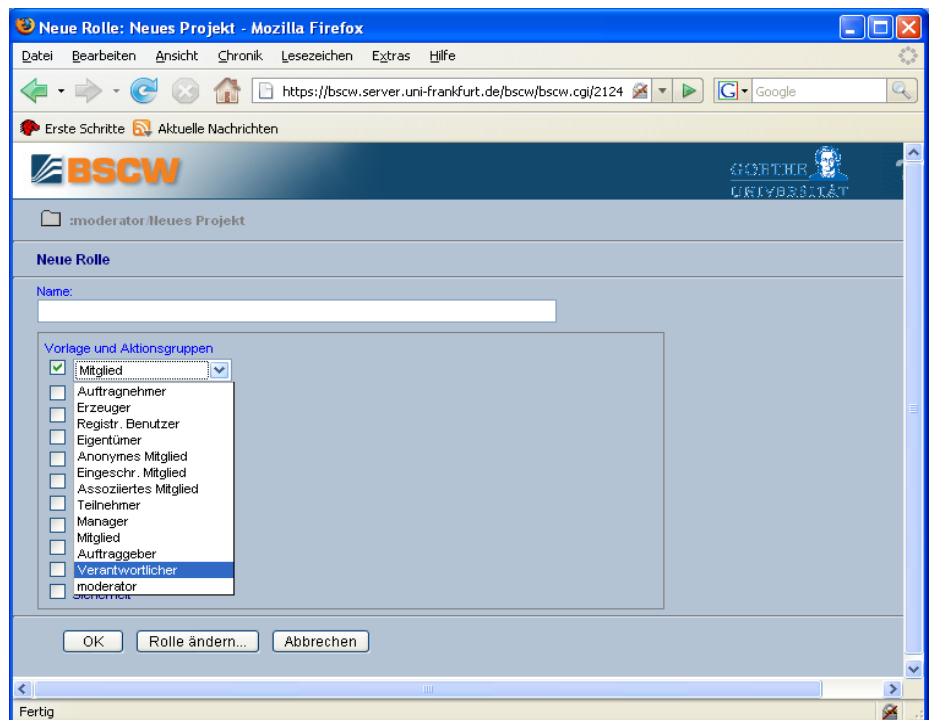 Neue Rolle: Neues Projekt - Mozilla Firefox
Datei Bearbeiten Ansicht Chronik Lesezeichen Extras Hilfe
https://bscw.server.uni-frankfurt.de/bscw/bscw.cgi/2124 G Google
Erste Schritte Aktuelle Nachrichten
BSCW
GOETHE
UNIVERSITÄT
:moderator/Neues Projekt
Neue Rolle
Name:
Vorlage und Aktionsgruppen
Mitglied
Auftragnehmer
Erzeuger
Registr. Benutzer
Eigentümer
Anonymes Mitglied
Eingeschr. Mitglied
Assoziiertes Mitglied
Teilnehmer
Manager
Mitglied
Auftraggeber
Verantwortlicher
moderator
Sicherheit
OK Rolle ändern... Abbrechen
Fertig